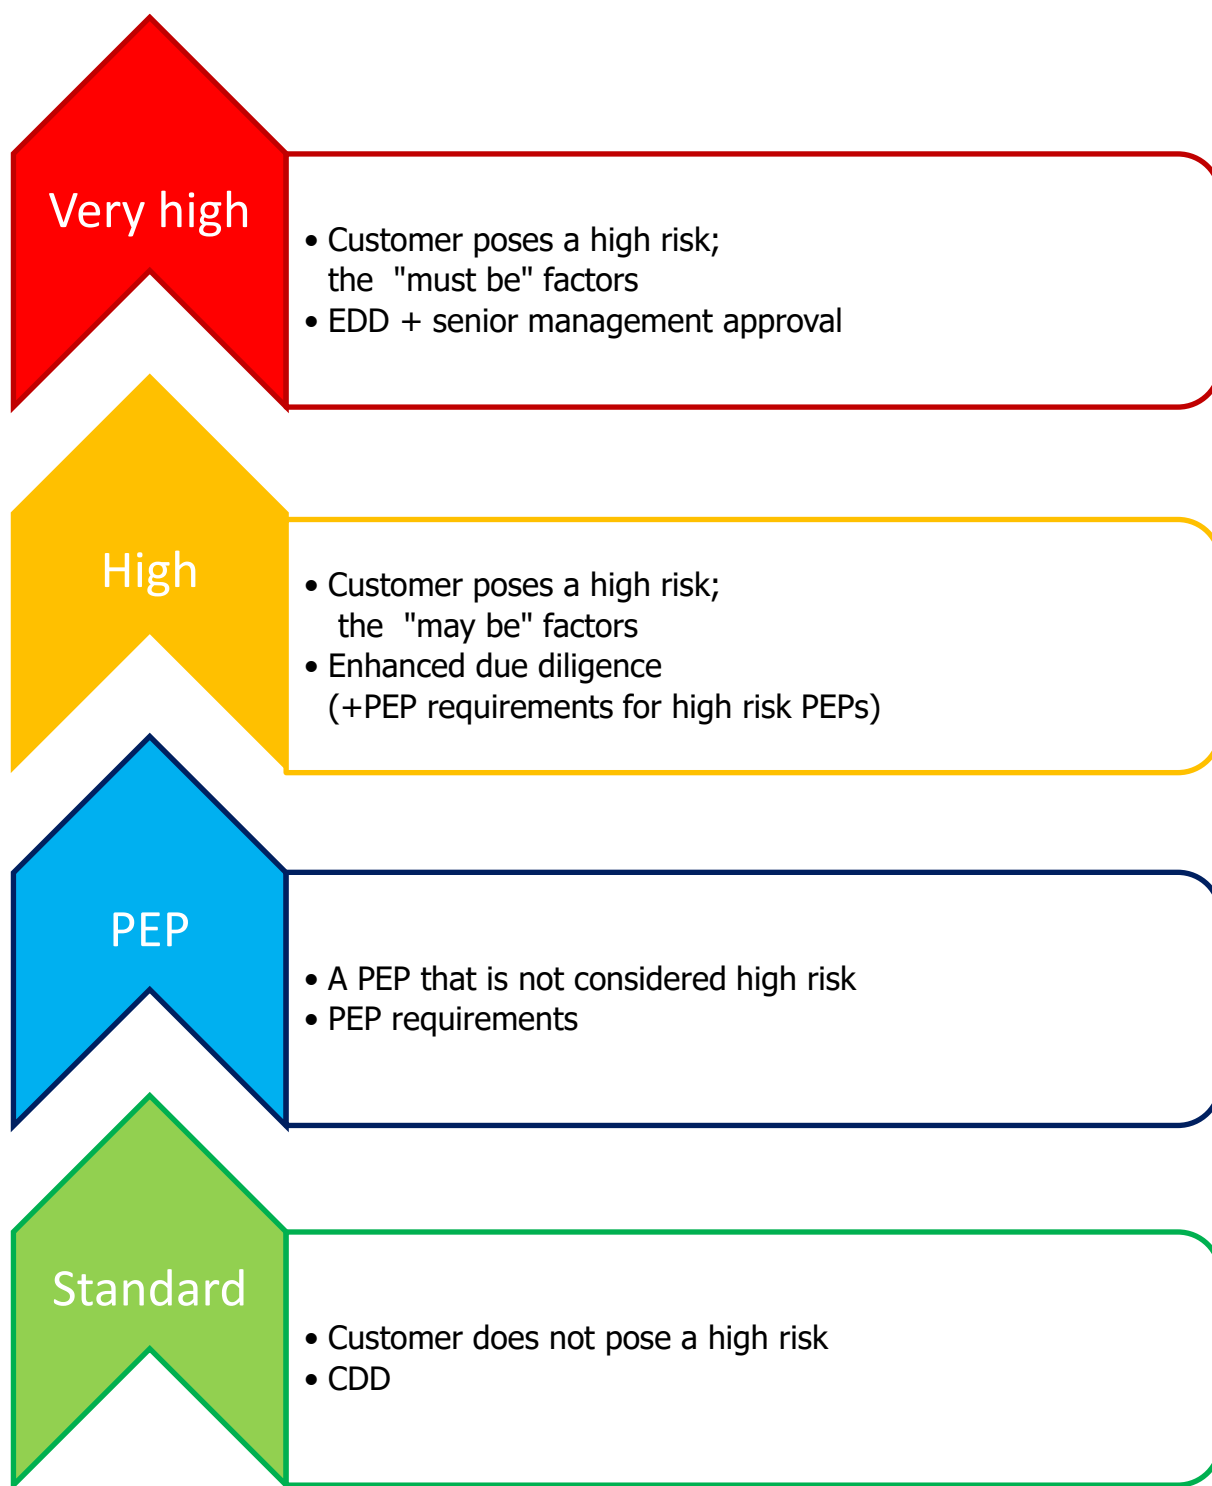 Very high
• Customer poses a high risk;
the "must be" factors
• EDD + senior management approval
High
• Customer poses a high risk;
the "may be" factors
• Enhanced due diligence
(+PEP requirements for high risk PEPs)
PEP
• A PEP that is not considered high risk
• PEP requirements
Standard
• Customer does not pose a high risk
• CDD